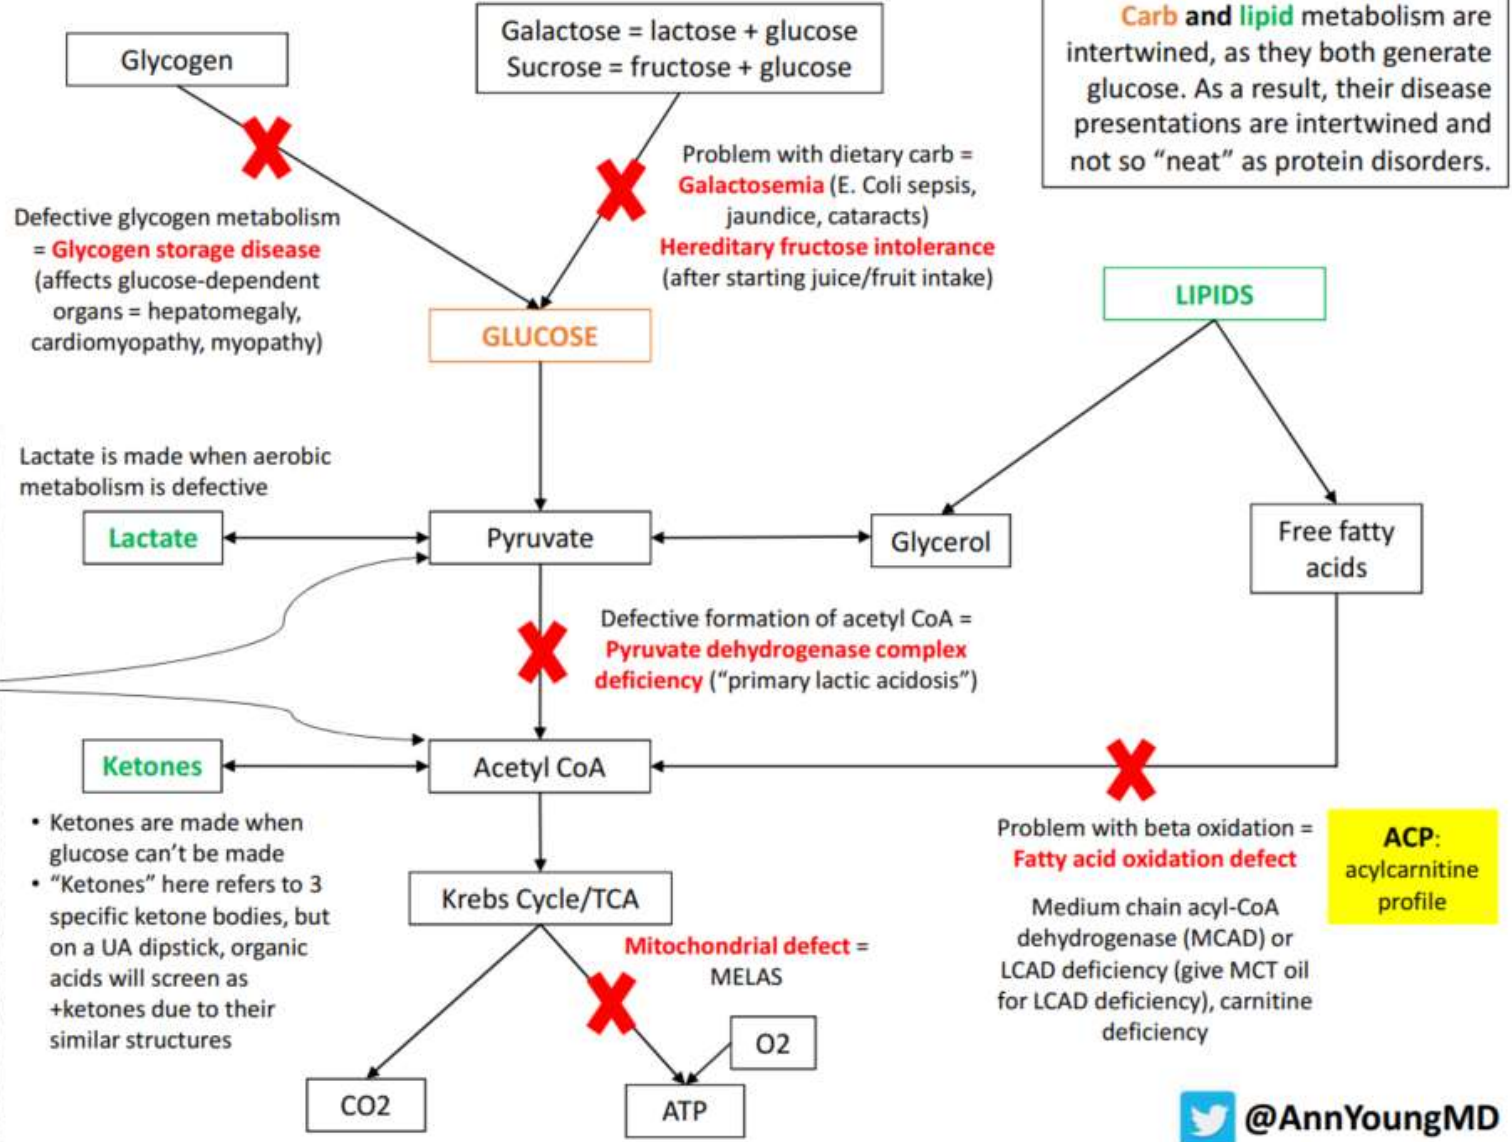 Glycogen
Galactose = lactose + glucose
Sucrose = fructose + glucose
Carb and lipid metabolism are
intertwined, as they both generate
glucose. As a result, their disease
presentations are intertwined and
not so “neat” as protein disorders.
Problem with dietary carb =
Galactosemia (E. Coli sepsis,
jaundice, cataracts)
Hereditary fructose intolerance
(after starting juice/fruit intake)
Defective glycogen metabolism
= Glycogen storage disease
(affects glucose-dependent
organs = hepatomegaly,
cardiomyopathy, myopathy)
GLUCOSE
LIPIDS
Lactate is made when aerobic
metabolism is defective
Lactate
Pyruvate
Glycerol
Free fatty
acids
Defective formation of acetyl CoA =
Pyruvate dehydrogenase complex
deficiency (“primary lactic acidosis”)
Ketones
Acetyl CoA
• Ketones are made when
glucose can’t be made
• “Ketones” here refers to 3
specific ketone bodies, but
on a UA dipstick, organic
acids will screen as
+ketones due to their
similar structures
Problem with beta oxidation =
Fatty acid oxidation defect
Medium chain acyl-CoA
dehydrogenase (MCAD) or
LCAD deficiency (give MCT oil
for LCAD deficiency), carnitine
deficiency
ACP:
acylcarnitine
profile
Krebs Cycle/TCA
Mitochondrial defect =
MELAS
O2
CO2
ATP
@AnnYoungMD